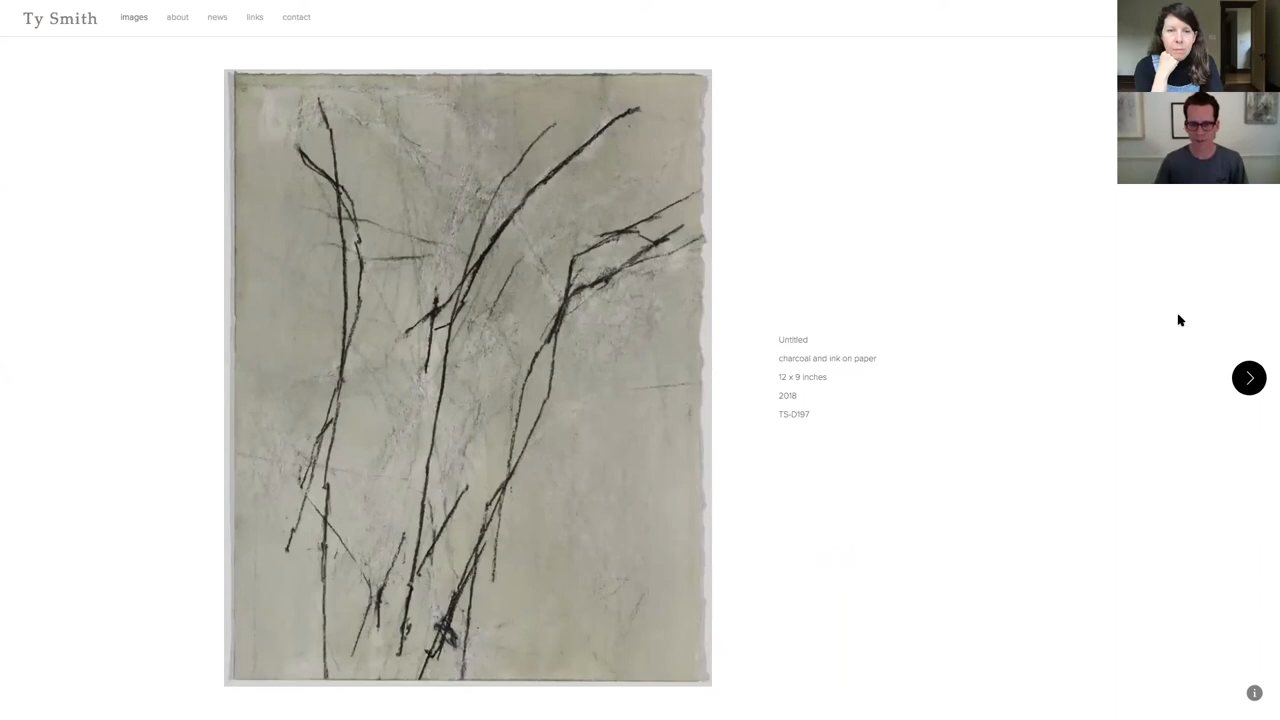 Ty Smith
images about news links contact
Untitled
charcoal and ink on paper
12 x 9 inches
2018
TS-D197
i